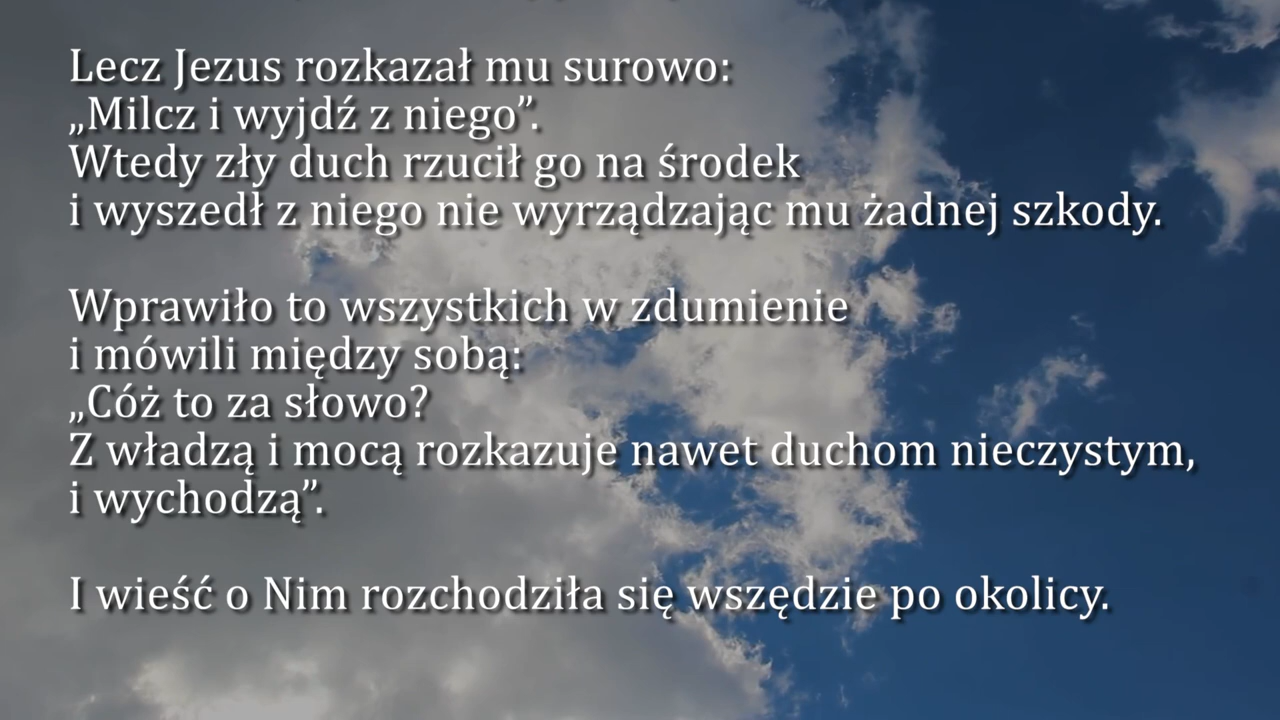 Lecz Jezus rozkazał mu surowo:
„Milcz i wyjdź z niego”.
Wtedy zły duch rzucił go na środek
i wyszedł z niego nie wyrządzając mu żadnej szkody.
Wprawiło to wszystkich w zdumienie
i mówili między sobą:
„Cóż to za słowo?
Z władzą i mocą rozkazuje nawet duchom nieczystym,
i wychodzą”.
I wieść o Nim rozchodziła się wszędzie po okolicy.